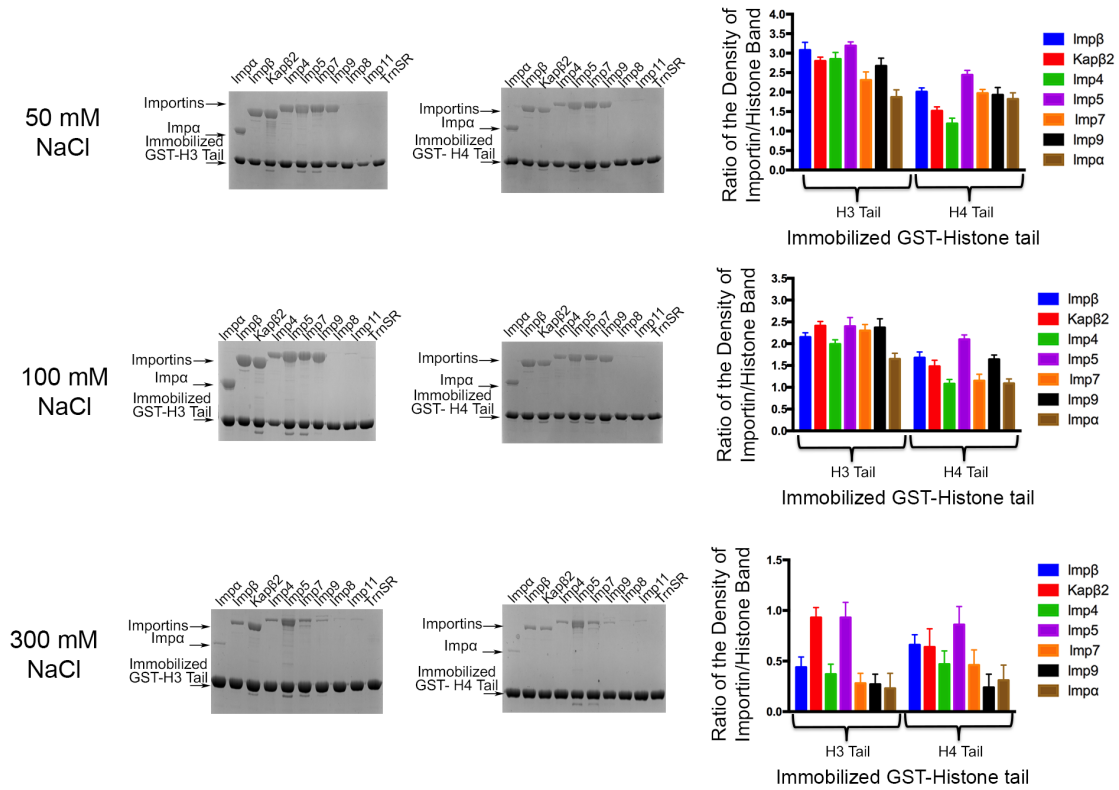 50 mM
NaCl
Impα
Impβ
Kapβ2
Imp4
Imp5
Imp7
Imp9
Imp8
Imp11
TrnSR
Importins
Impα
Immobilized
GST-H3 Tail
Impα
Impβ
Kapβ2
Imp4
Imp5
Imp7
Imp9
Imp8
Imp11
TrnSR
Importins
Impα
Immobilized
GST- H4 Tail
Ratio of the Density of
Importin/Histone Band
4.0
3.5
3.0
2.5
2.0
1.5
1.0
0.5
0.0
H3 Tail
H4 Tail
Immobilized GST-Histone tail
Impβ
Kapβ2
Imp4
Imp5
Imp7
Imp9
Impα
100 mM
NaCl
Impα
Impβ
Kapβ2
Imp4
Imp5
Imp7
Imp9
Imp8
Imp11
TrnSR
Importins
Impα
Immobilized
GST-H3 Tail
Impα
Impβ
Kapβ2
Imp4
Imp5
Imp7
Imp9
Imp8
Imp11
TrnSR
Importins
Impα
Immobilized
GST- H4 Tail
Ratio of the Density of
Importin/Histone Band
3.5
3.0
2.5
2.0
1.5
1.0
0.5
0.0
H3 Tail
H4 Tail
Immobilized GST-Histone tail
Impβ
Kapβ2
Imp4
Imp5
Imp7
Imp9
Impα
300 mM
NaCl
Impα
Impβ
Kapβ2
Imp4
Imp5
Imp7
Imp9
Imp8
Imp11
TrnSR
Importins
Impα
Immobilized
GST-H3 Tail
Impα
Impβ
Kapβ2
Imp4
Imp5
Imp7
Imp9
Imp8
Imp11
TrnSR
Importins
Impα
Immobilized
GST- H4 Tail
Ratio of the Density of
Importin/Histone Band
1.5
1.0
0.5
0.0
H3 Tail
H4 Tail
Immobilized GST-Histone tail
Impβ
Kapβ2
Imp4
Imp5
Imp7
Imp9
Impα